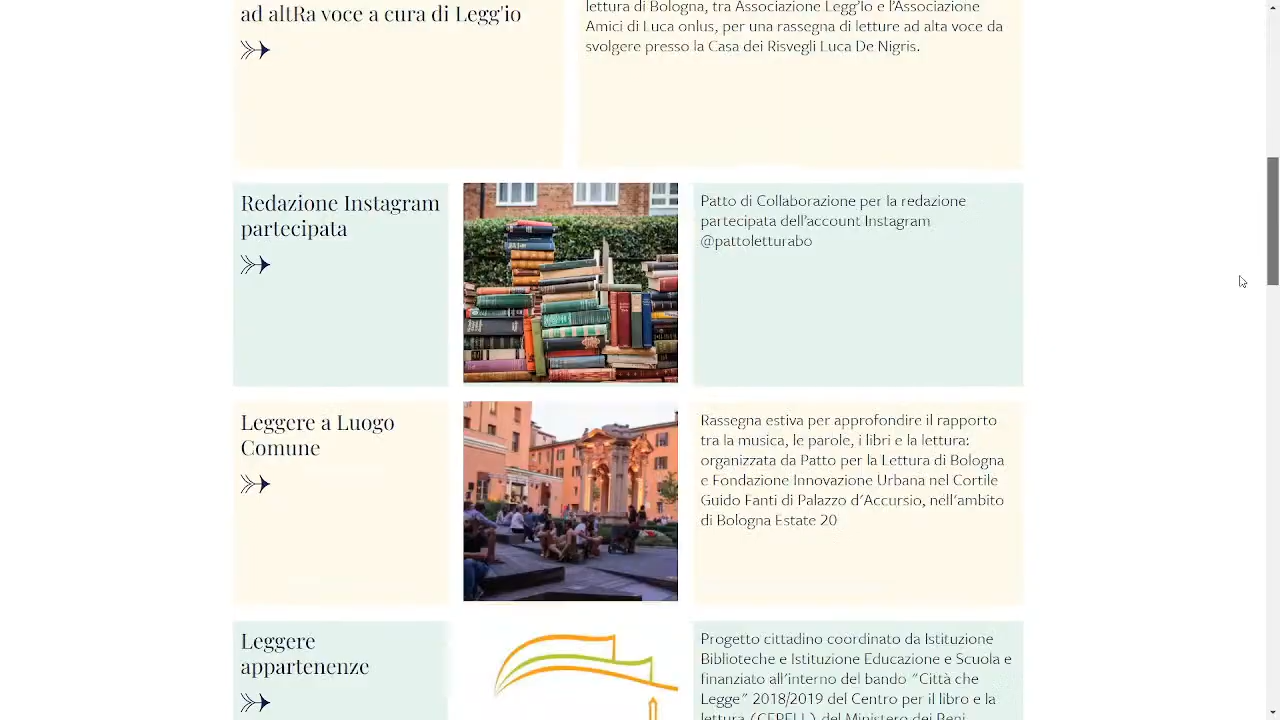 ad altRa voce a cura di Legg'io
lettura di Bologna, tra Associazione Legg'Io e l'Associazione
Amici di Luca onlus, per una rassegna di letture ad alta voce da
svolgere presso la Casa dei Risvegli Luca De Nigris.
Redazione Instagram
partecipata
Patto di Collaborazione per la redazione
partecipata dell'account Instagram
@pattoletturabo
Leggere a Luogo
Comune
Rassegna estiva per approfondire il rapporto
tra la musica, le parole, i libri e la lettura:
organizzata da Patto per la Lettura di Bologna
e Fondazione Innovazione Urbana nel Cortile
Guido Fanti di Palazzo d'Accursio, nell'ambito
di Bologna Estate 20
Leggere
appartenenze
Progetto cittadino coordinato da Istituzione
Biblioteche e Istituzione Educazione e Scuola e
finanziato all'interno del bando "Città che
Legge" 2018/2019 del Centro per il libro e la
lettura (CEPELL) del Ministero dei Beni